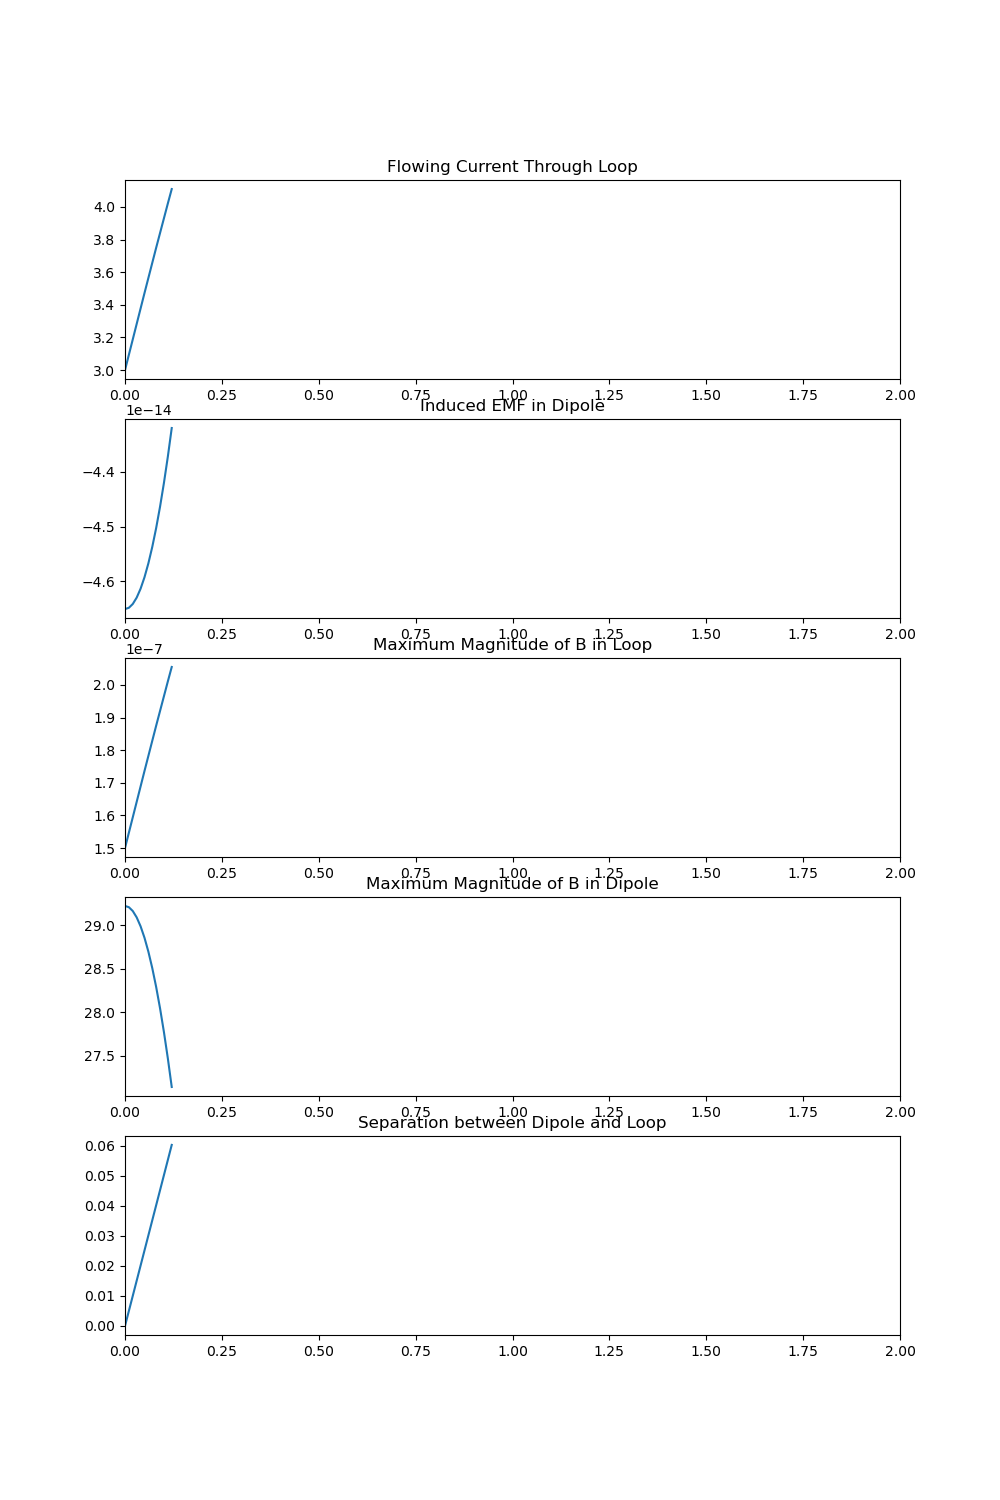 Flowing Current Through Loop
4.0
3.8
3.6
3.4
3.2
3.0
0.00 0.25 0.50 0.75 1.00 1.25 1.50 1.75 2.00
Induced EMF in Dipole
1e−14
−4.4
−4.5
−4.6
0.00 0.25 0.50 0.75 1.00 1.25 1.50 1.75 2.00
Maximum Magnitude of B in Loop
1e−7
2.0
1.9
1.8
1.7
1.6
1.5
0.00 0.25 0.50 0.75 1.00 1.25 1.50 1.75 2.00
Maximum Magnitude of B in Dipole
29.0
28.5
28.0
27.5
0.00 0.25 0.50 0.75 1.00 1.25 1.50 1.75 2.00
Separation between Dipole and Loop
0.06
0.05
0.04
0.03
0.02
0.01
0.00
0.00 0.25 0.50 0.75 1.00 1.25 1.50 1.75 2.00